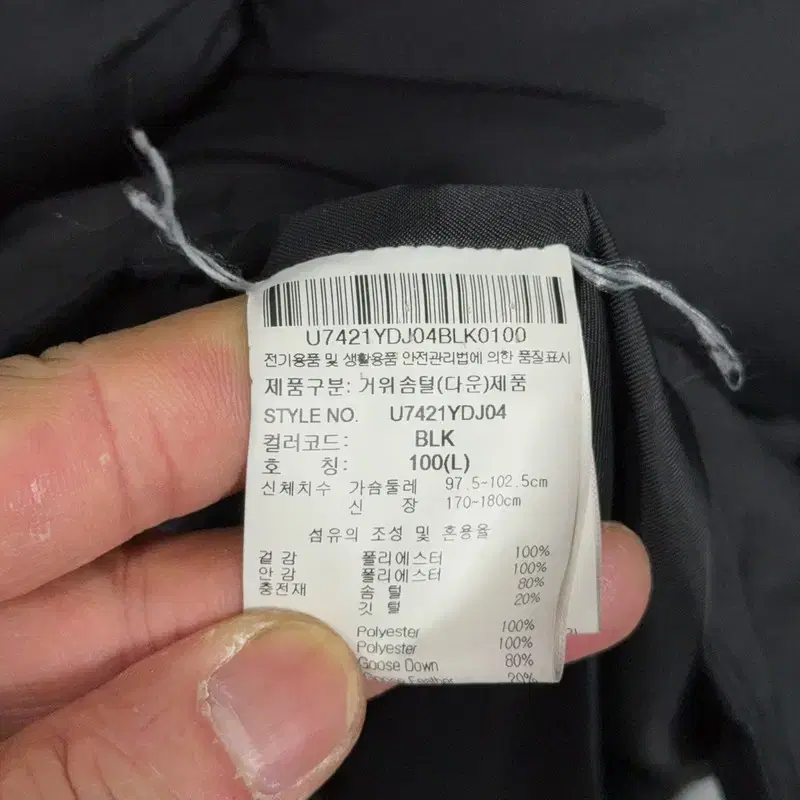 U7421YDJ04BLK0100
전기용품 및 생활용품 안전관리법에 의한 품질표시
제품구분: 거위솜털(다운)제품
STYLE NO. U7421YDJ04
컬러코드: BLK
호 칭: 100(L)
신체치수 가슴둘레 97.5~102.5cm
신 장 170~180cm
섬유의 조성 및 혼용율
겉감 폴리에스터 100%
안감 폴리에스터 100%
충전재 솜 털 80%
깃 털 20%
Polyester 100%
Polyester 100%
Goose Down 80%
Goose Feather 20%